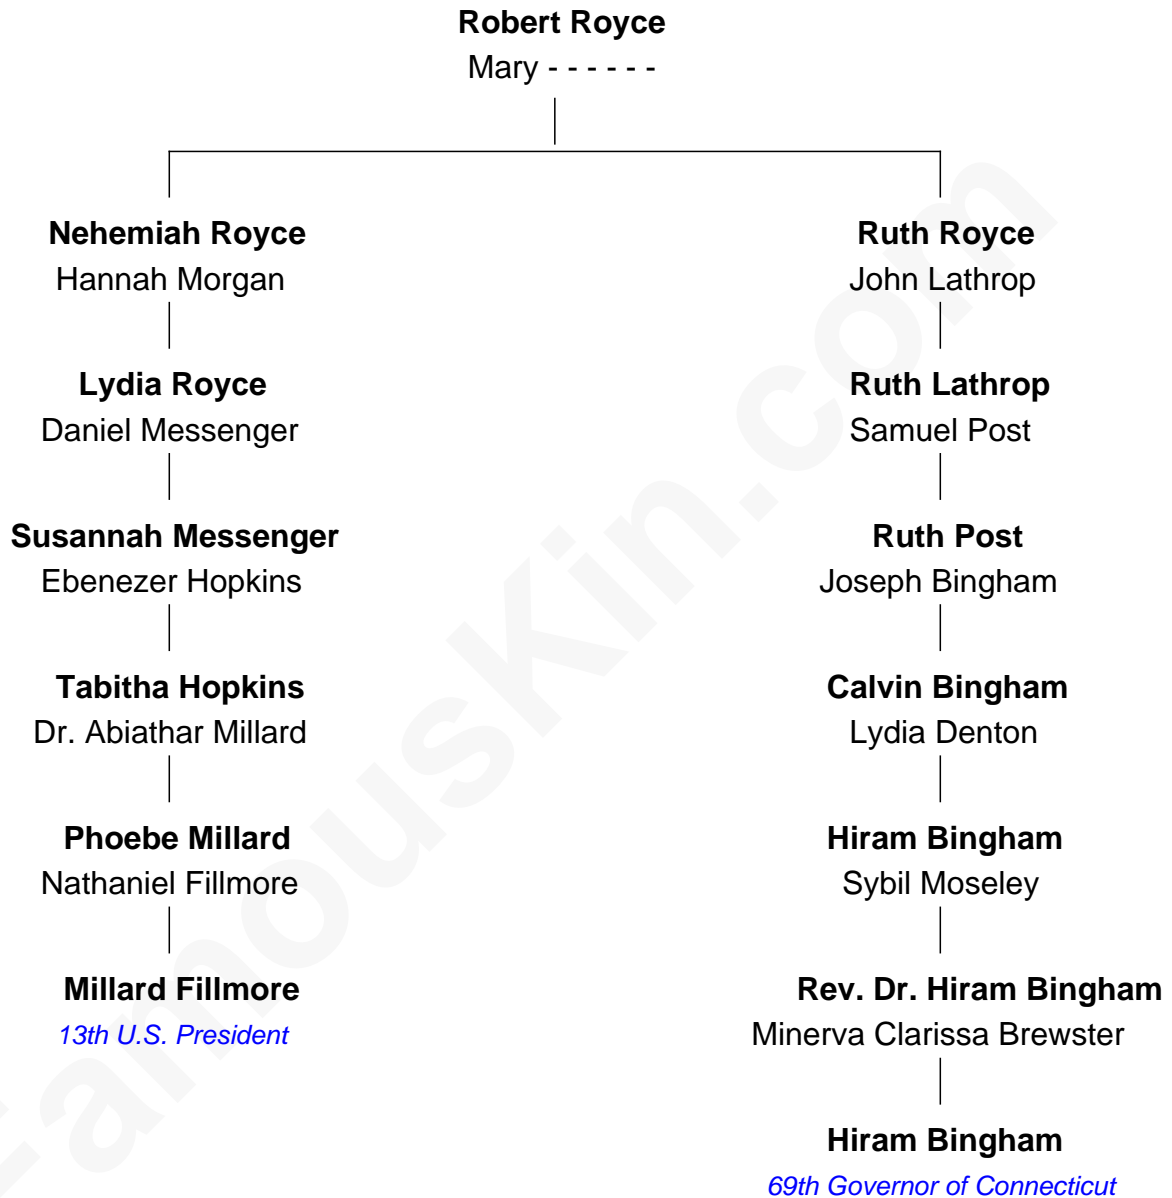 Robert Royce
Mary - - - - - -
Nehemiah Royce
Hannah Morgan
Ruth Royce
John Lathrop
Lydia Royce
Daniel Messenger
Ruth Lathrop
Samuel Post
Susannah Messenger
Ebenezer Hopkins
Ruth Post
Joseph Bingham
Tabitha Hopkins
Dr. Abiathar Millard
Calvin Bingham
Lydia Denton
Phoebe Millard
Nathaniel Fillmore
Hiram Bingham
Sybil Moseley
Millard Fillmore
13th U.S. President
Rev. Dr. Hiram Bingham
Minerva Clarissa Brewster
Hiram Bingham
69th Governor of Connecticut
FamousKin.com